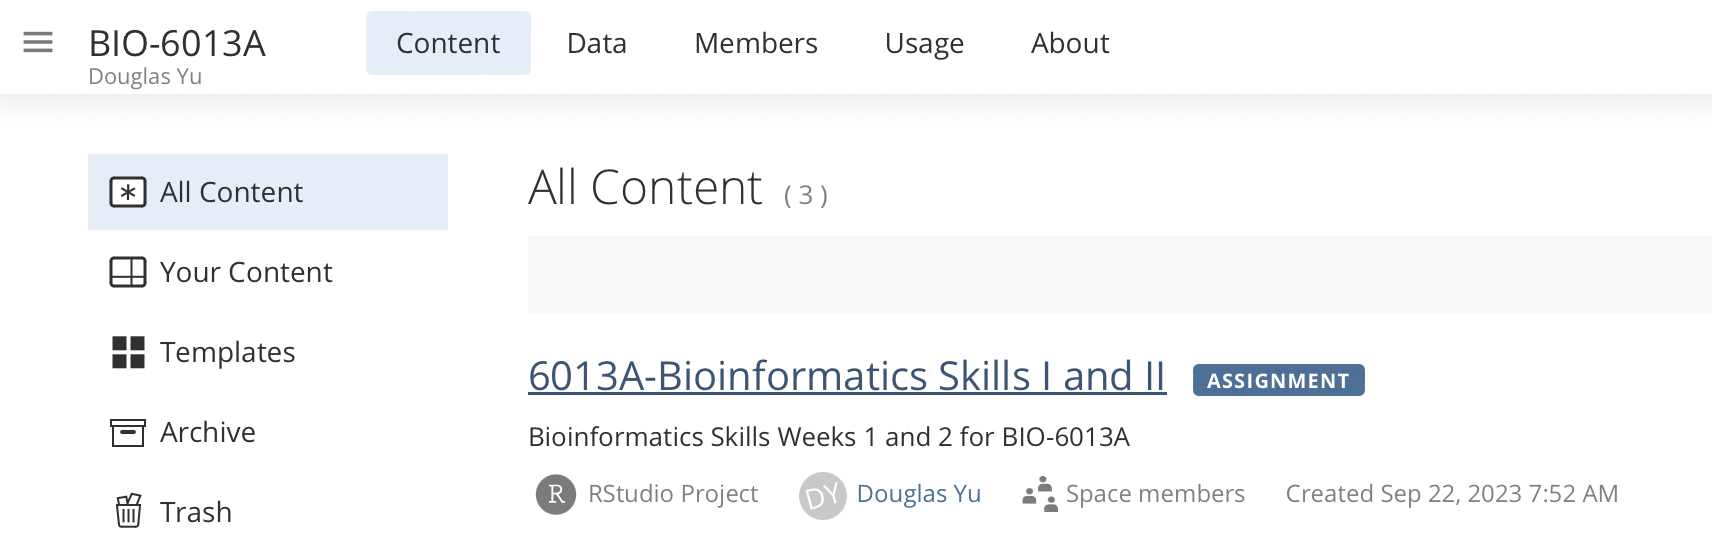 BIO-6013A
Douglas Yu
Content
Data
Members
Usage
About
All Content
Your Content
Templates
Archive
Trash
All Content ( 3 )
6013A-Bioinformatics Skills I and II ASSIGNMENT
Bioinformatics Skills Weeks 1 and 2 for BIO-6013A
R RStudio Project DY Douglas Yu Space members Created Sep 22, 2023 7:52 AM